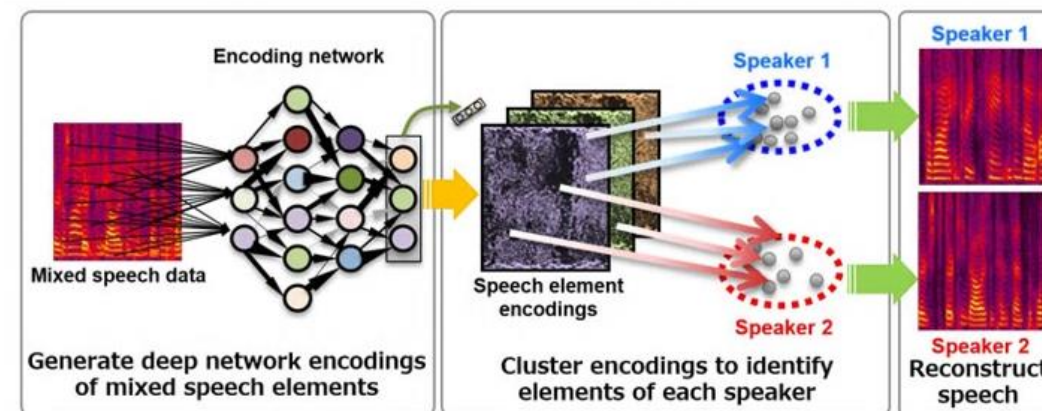 Encoding network
Mixed speech data
Generate deep network encodings
of mixed speech elements
Speaker 1
Speech element
encodings
Speaker 2
Cluster encodings to identify
elements of each speaker
Speaker 1
Speaker 2
Reconstruct
speech